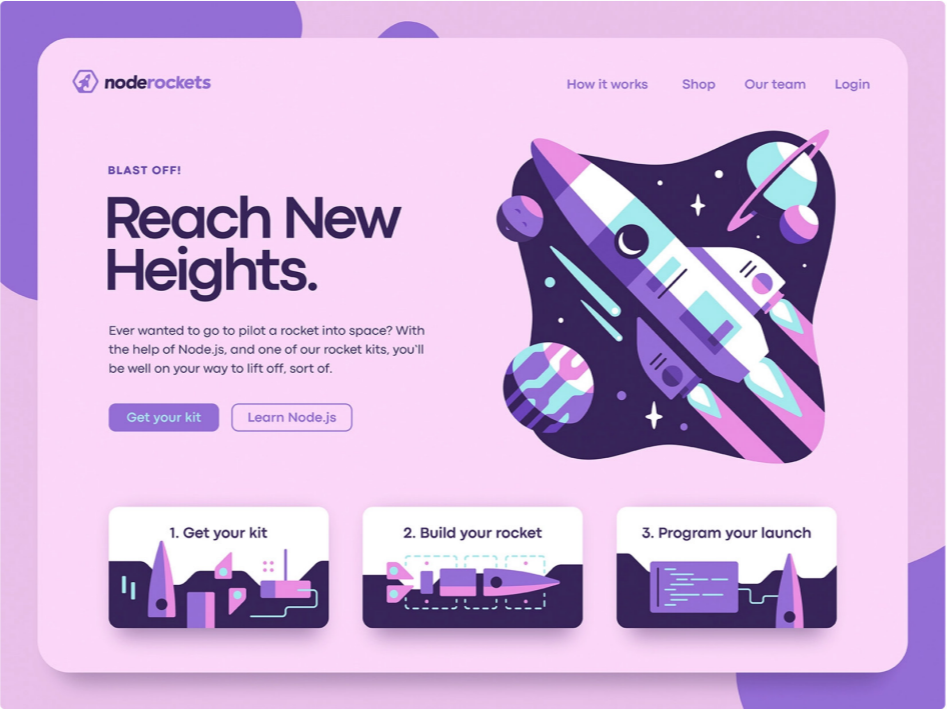 noderockets
How it works Shop Our team Login
BLAST OFF!
Reach New
Heights.
Ever wanted to go to pilot a rocket into space? With
the help of Node.js, and one of our rocket kits, you'll
be well on your way to lift off, sort of.
Get your kit Learn Node.js
1. Get your kit 2. Build your rocket 3. Program your launch